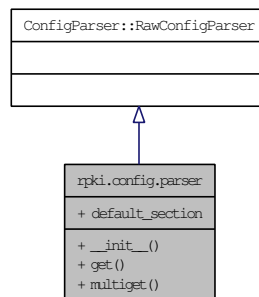 ConfigParser::RawConfigParser
rpki.config.parser
+ default_section
+ __init__()
+ get()
+ multiget()